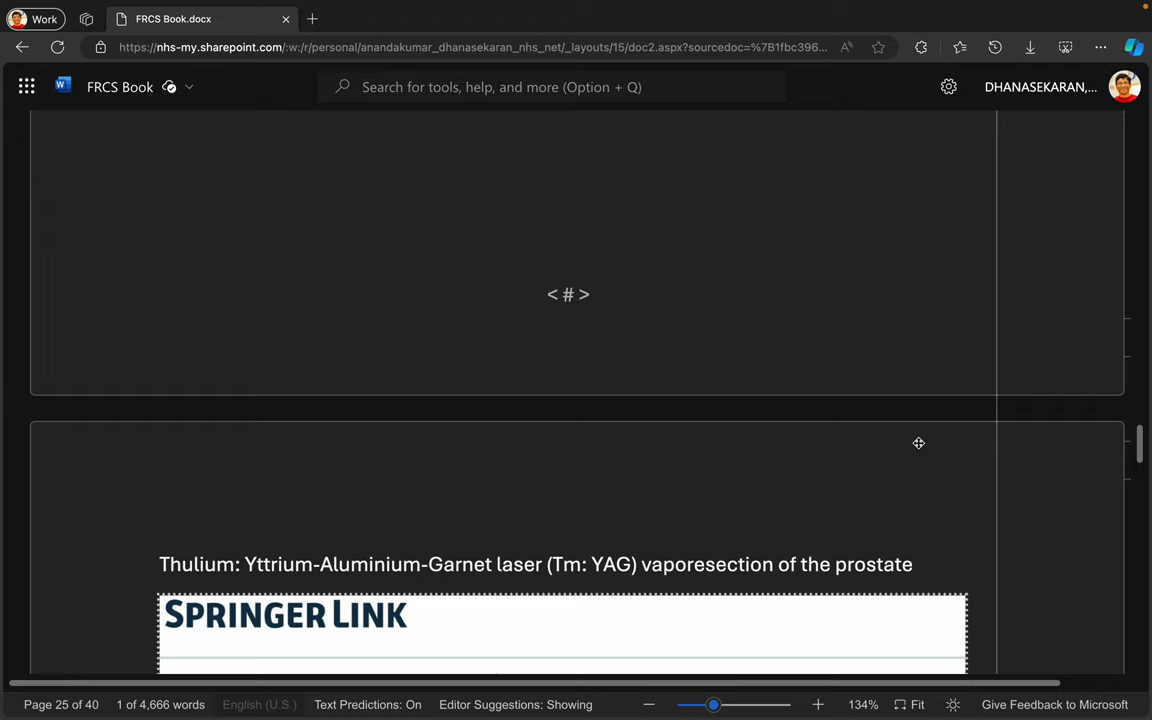 Work
FRCS Book.docx
https://nhs-my.sharepoint.com/:w:/r/personal/anandakumar_dhanasekaran_nhs_net/_layouts/15/doc2.aspx?sourcedoc=%7B1fbc396...
FRCS Book
Search for tools, help, and more (Option + Q)
DHANASEKARAN,...
< # >
Thulium: Yttrium-Aluminium-Garnet laser (Tm: YAG) vaporesection of the prostate
SPRINGER LINK
Page 25 of 40
1 of 4,666 words
English (U.S.)
Text Predictions: On
Editor Suggestions: Showing
134%
Fit
Give Feedback to Microsoft